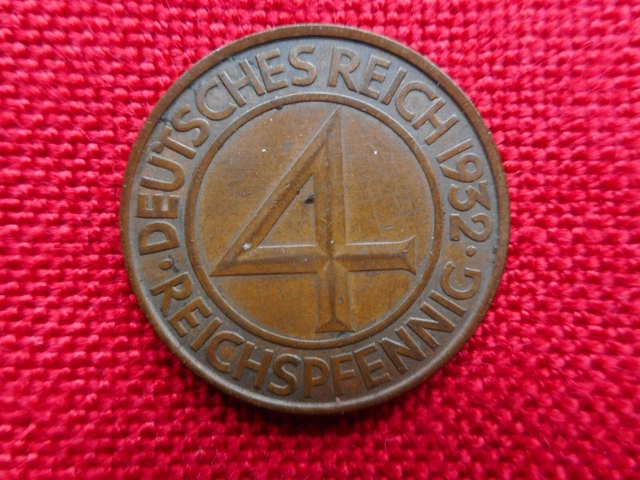 DEUTSCHES REICH 1932
4
REICHSPFENNIG